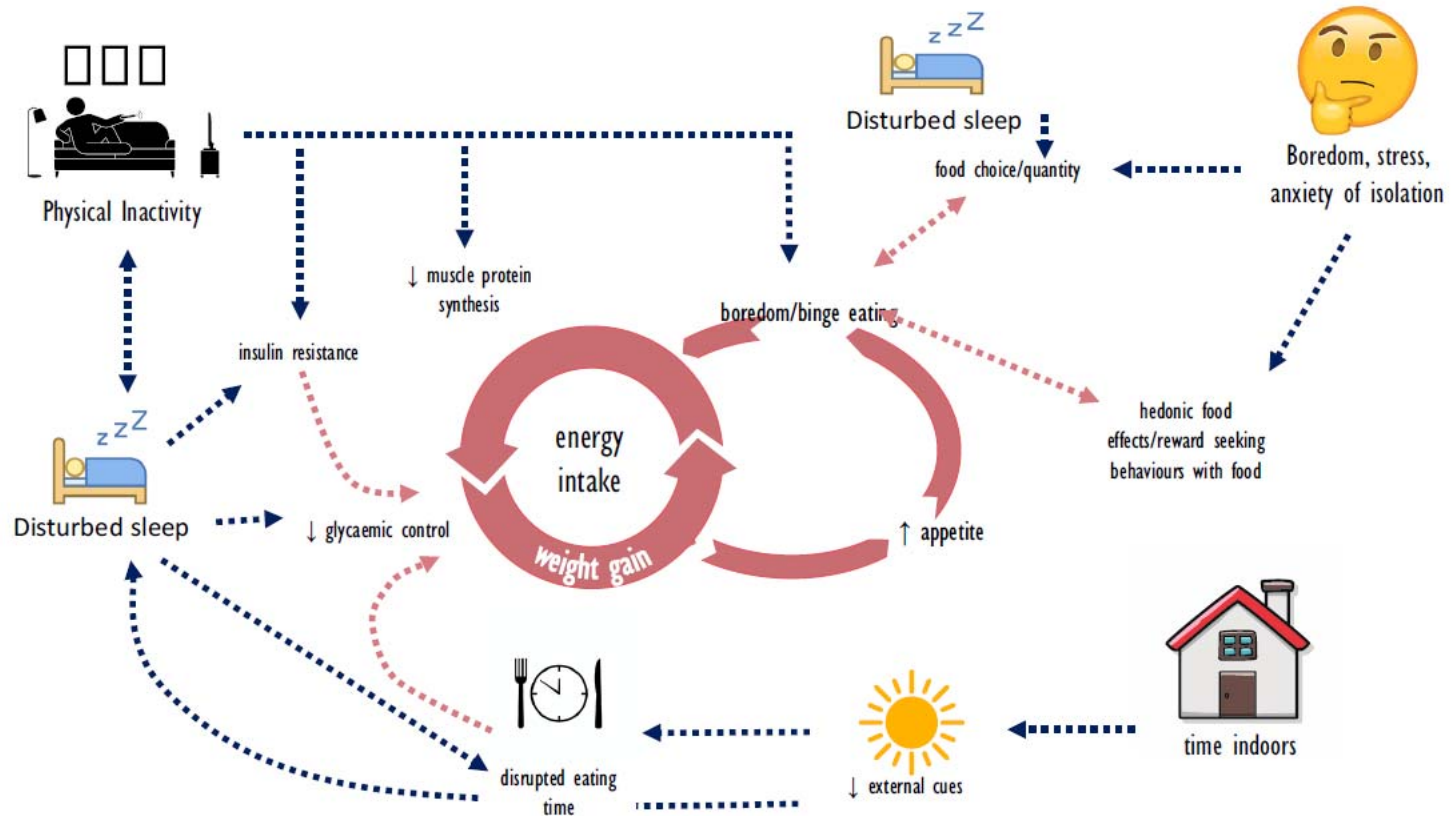 z z Z
Disturbed sleep
food choice/quantity
Boredom, stress,
anxiety of isolation
Physical Inactivity
↓ muscle protein
synthesis
boredom/binge eating
insulin resistance
energy
intake
hedonic food
effects/reward seeking
behaviours with food
z z Z
Disturbed sleep
↓ glycaemic control
weight gain
↑ appetite
disrupted eating
time
↓ external cues
time indoors